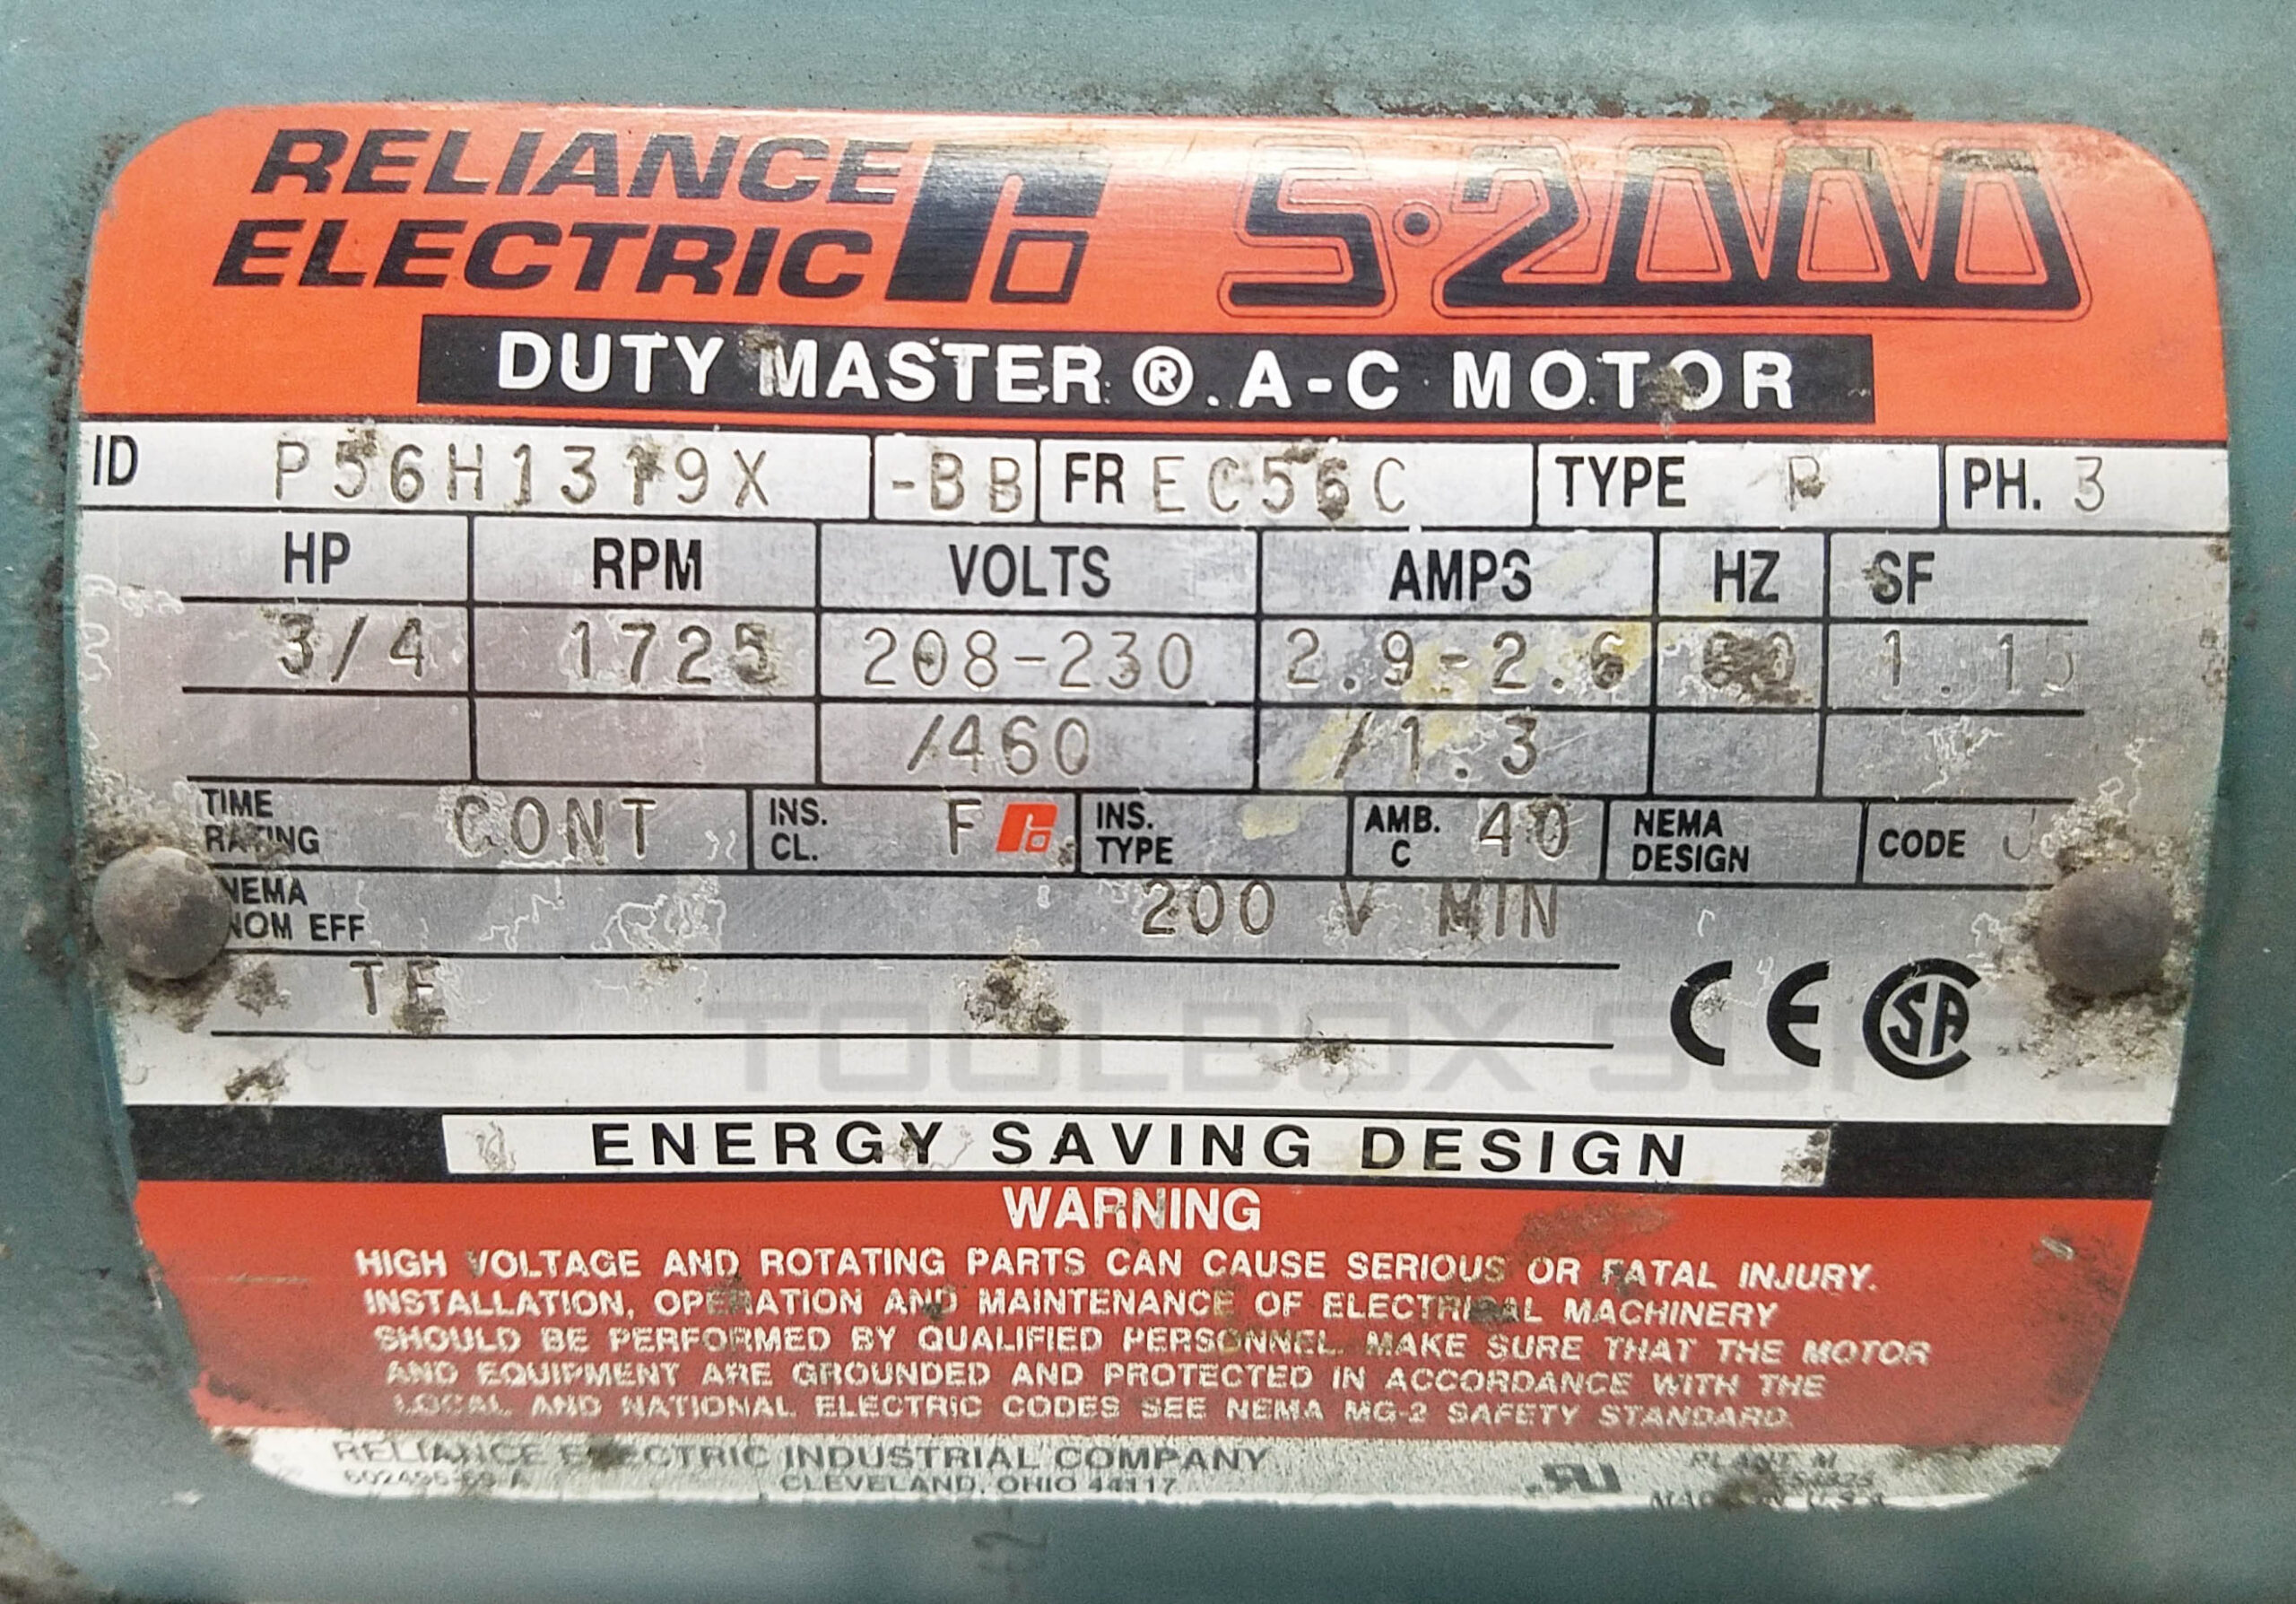 RELIANCE
ELECTRIC
S·2000
DUTY MASTER ®. A-C MOTOR
ID P56H1319X -BB FR EC56C TYPE P PH. 3
HP RPM VOLTS AMPS HZ SF
3/4 1725 208-230 2.9-2.6 60 1.15
/460 /1.3
TIME RATING CONT INS. CL. F INS. TYPE AMB. C 40 NEMA DESIGN CODE J
NEMA NOM EFF 200 V MIN
TE
CE CSA
TOOLBOX
ENERGY SAVING DESIGN
WARNING
HIGH VOLTAGE AND ROTATING PARTS CAN CAUSE SERIOUS OR FATAL INJURY.
INSTALLATION, OPERATION AND MAINTENANCE OF ELECTRICAL MACHINERY
SHOULD BE PERFORMED BY QUALIFIED PERSONNEL. MAKE SURE THAT THE MOTOR
AND EQUIPMENT ARE GROUNDED AND PROTECTED IN ACCORDANCE WITH THE
LOCAL AND NATIONAL ELECTRIC CODES SEE NEMA MG-2 SAFETY STANDARD.
RELIANCE ELECTRIC INDUSTRIAL COMPANY
CLEVELAND, OHIO 44117
PLANT M
MADE IN U.S.A.